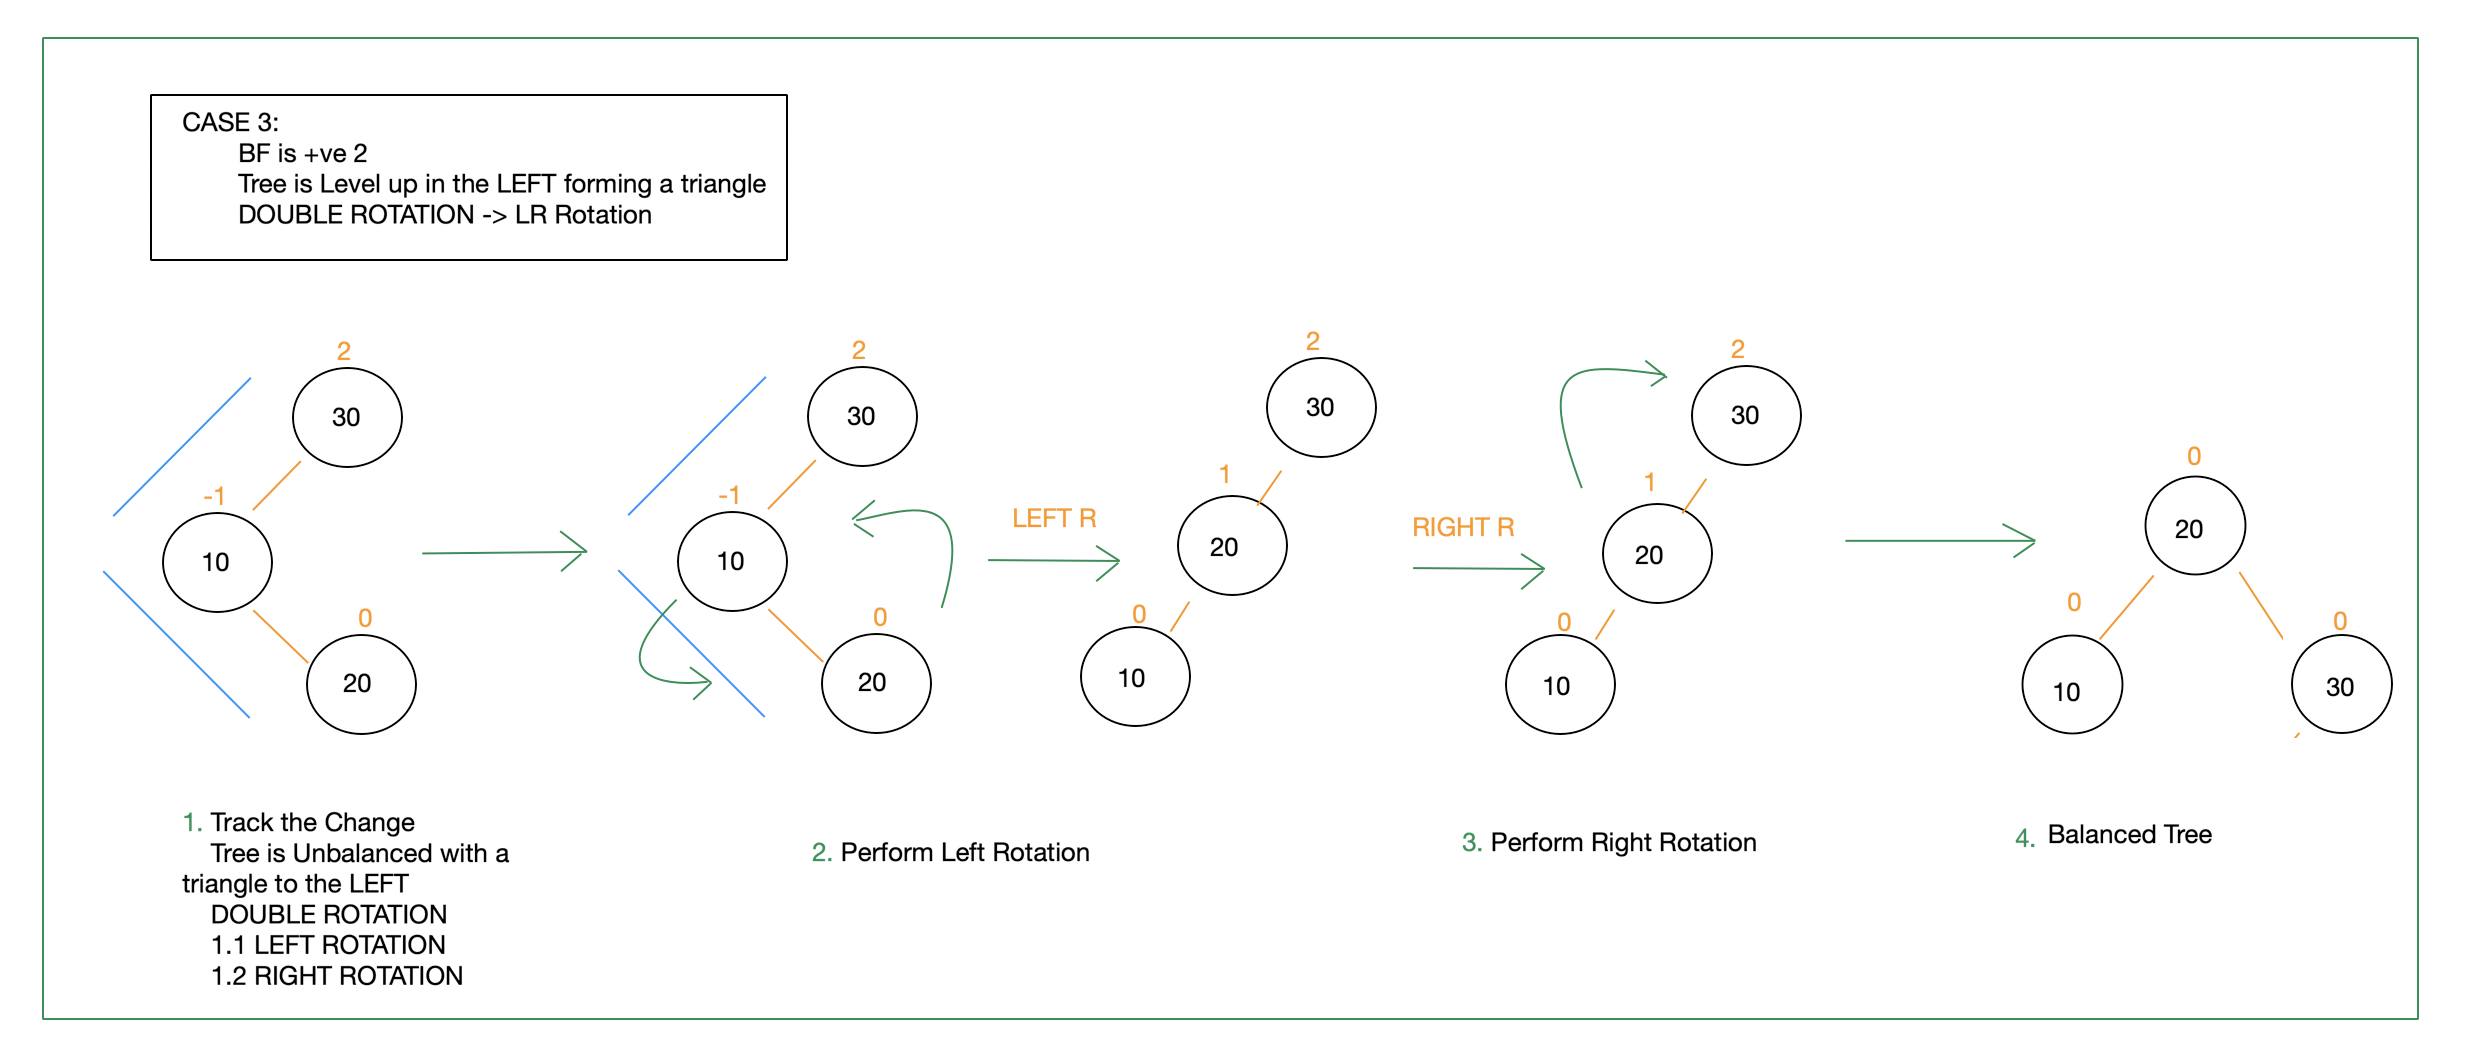 CASE 3:
BF is +ve 2
Tree is Level up in the LEFT forming a triangle
DOUBLE ROTATION -> LR Rotation
2
30
-1
10
0
20
2
30
-1
10
0
20
LEFT R
2
30
1
20
0
10
RIGHT R
2
30
1
20
0
10
0
20
0
10
0
30
1. Track the Change
Tree is Unbalanced with a
triangle to the LEFT
DOUBLE ROTATION
1.1 LEFT ROTATION
1.2 RIGHT ROTATION
2. Perform Left Rotation
3. Perform Right Rotation
4. Balanced Tree